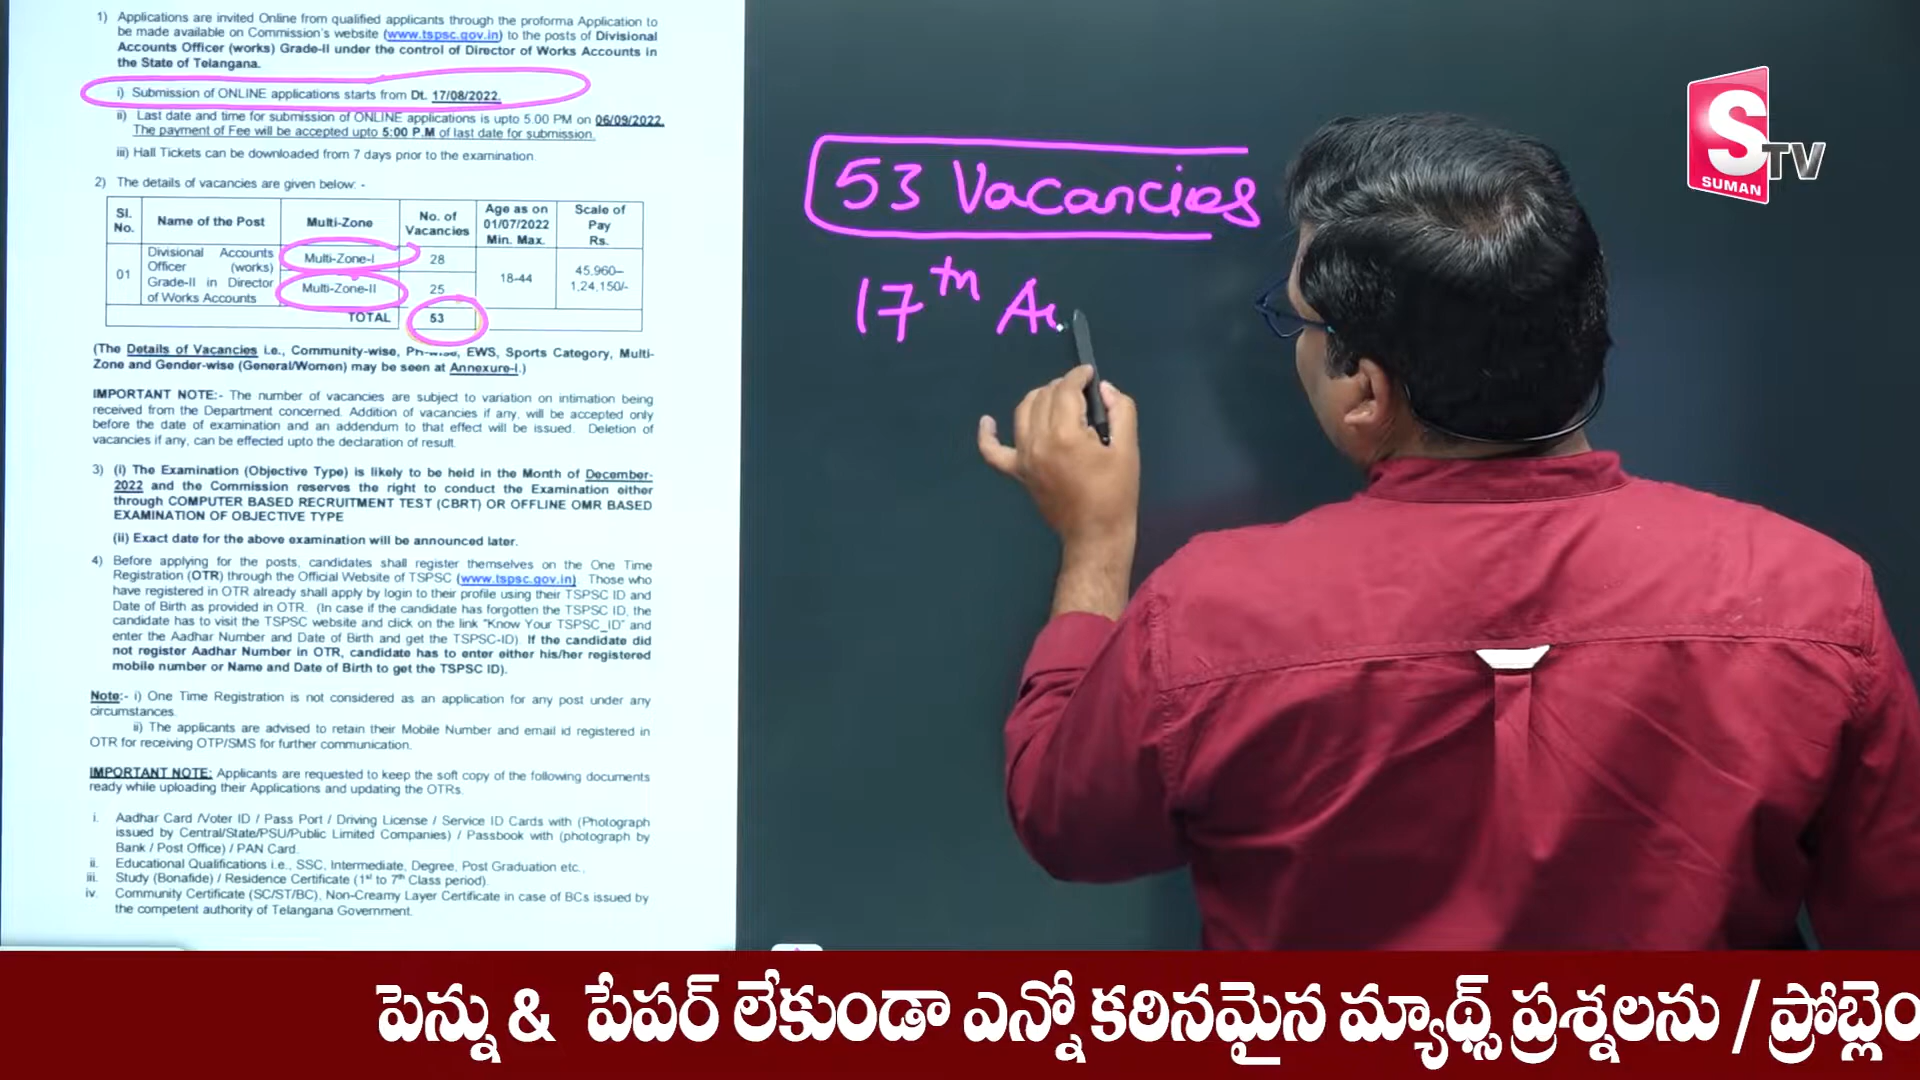 1) Applications are invited Online from qualified applicants through the proforma Application to
be made available on Commission's website (www.tspsc.gov.in) to the posts of Divisional
Accounts Officer (works) Grade-II under the control of Director of Works Accounts in
the State of Telangana.
i) Submission of ONLINE applications starts from Dt. 17/08/2022.
ii) Last date and time for submission of ONLINE applications is upto 5.00 PM on 06/09/2022.
The payment of Fee will be accepted upto 5:00 P.M of last date for submission.
iii) Hall Tickets can be downloaded from 7 days prior to the examination.
2) The details of vacancies are given below: -
Sl. No. Name of the Post Multi-Zone No. of Vacancies Age as on 01/07/2022 Min. Max. Scale of Pay Rs.
01 Divisional Accounts Officer (works) Grade-II in Director of Works Accounts Multi-Zone-I 28 18-44 45,960– 1,24,150/-
Multi-Zone-II 25
TOTAL 53
(The Details of Vacancies i.e., Community-wise, PH-wise, EWS, Sports Category, Multi-
Zone and Gender-wise (General/Women) may be seen at Annexure-I.)
IMPORTANT NOTE:- The number of vacancies are subject to variation on intimation being
received from the Department concerned. Addition of vacancies if any, will be accepted only
before the date of examination and an addendum to that effect will be issued. Deletion of
vacancies if any, can be effected upto the declaration of result.
3) (i) The Examination (Objective Type) is likely to be held in the Month of December-
2022 and the Commission reserves the right to conduct the Examination either
through COMPUTER BASED RECRUITMENT TEST (CBRT) OR OFFLINE OMR BASED
EXAMINATION OF OBJECTIVE TYPE
(ii) Exact date for the above examination will be announced later.
4) Before applying for the posts, candidates shall register themselves on the One Time
Registration (OTR) through the Official Website of TSPSC (www.tspsc.gov.in). Those who
have registered in OTR already shall apply by login to their profile using their TSPSC ID and
Date of Birth as provided in OTR. (In case if the candidate has forgotten the TSPSC ID, the
candidate has to visit the TSPSC website and click on the link "Know Your TSPSC_ID" and
enter the Aadhar Number and Date of Birth and get the TSPSC-ID) If the candidate did
not register Aadhar Number in OTR, candidate has to enter either his/her registered
mobile number or Name and Date of Birth to get the TSPSC ID).
Note:- i) One Time Registration is not considered as an application for any post under any
circumstances.
ii) The applicants are advised to retain their Mobile Number and email id registered in
OTR for receiving OTP/SMS for further communication.
IMPORTANT NOTE: Applicants are requested to keep the soft copy of the following documents
ready while uploading their Applications and updating the OTRs.
i. Aadhar Card /Voter ID / Pass Port / Driving License / Service ID Cards with (Photograph
issued by Central/State/PSU/Public Limited Companies) / Passbook with (photograph by
Bank / Post Office) / PAN Card.
ii. Educational Qualifications i.e., SSC, Intermediate, Degree, Post Graduation etc.,
iii. Study (Bonafide) / Residence Certificate (1st to 7th Class period).
iv. Community Certificate (SC/ST/BC), Non-Creamy Layer Certificate in case of BCs issued by
the competent authority of Telangana Government.
53 Vacancies
17th Au
S TV
SUMAN
పెన్ను & పేపర్ లేకుండా ఎన్నో కఠినమైన మ్యాథ్స్ ప్రశ్నలను / ప్రోబ్లెం